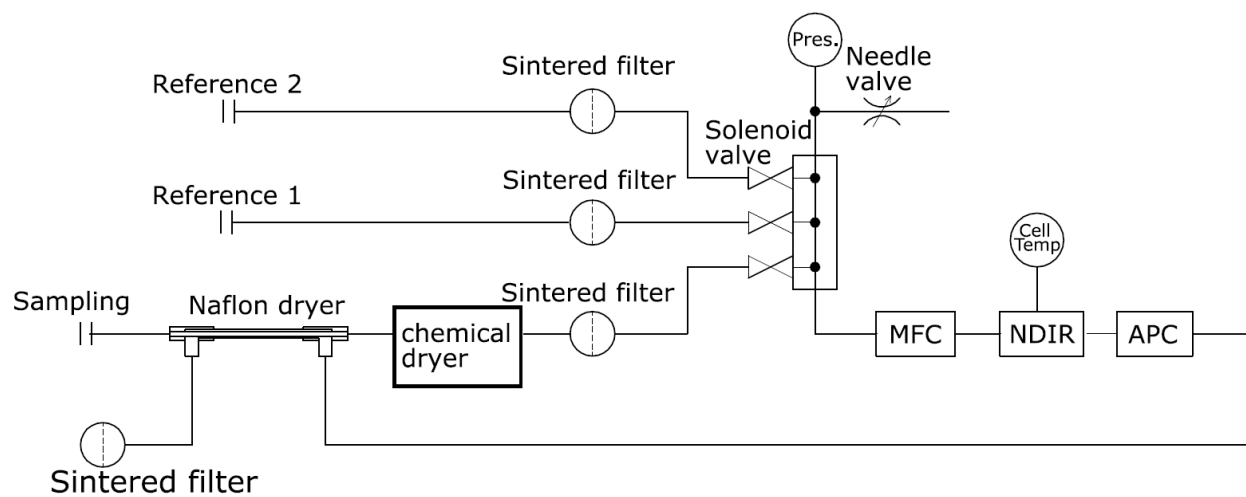 Pres.
Needle
valve
Sintered filter
Reference 2
Solenoid
valve
Sintered filter
Reference 1
Cell
Temp
Sintered filter
Sampling
Naflon dryer
chemical
dryer
MFC
NDIR
APC
Sintered filter